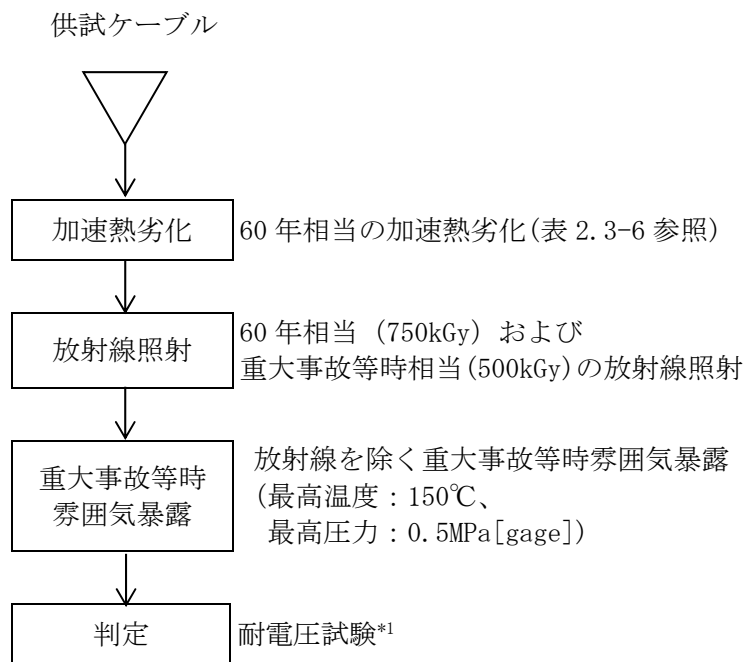 供試ケーブル
加速熱劣化
60年相当の加速熱劣化(表2.3-6参照)
放射線照射
60年相当(750kGy)および
重大事故等時相当(500kGy)の放射線照射
重大事故等時
雰囲気暴露
放射線を除く重大事故等時雰囲気暴露
(最高温度：150℃、
最高圧力：0.5MPa[gage])
判定
耐電圧試験*1